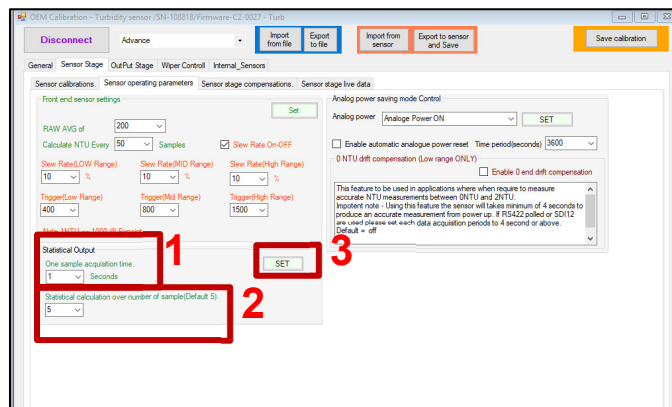 OEM Calibration - Turbidity sensor /SN-108818/Firmware-C2-0027 - Turb
Disconnect
Advance
Import from file
Export to file
Import from sensor
Export to sensor and Save
Save calibration
General Sensor Stage OutPut Stage Wiper Controll Internal_Sensors
Sensor calibrations. Sensor operating parameters Sensor stage compensations. Sensor stage live data
Front end sensor settings
Set
RAW AVG of 200
Calculate NTU Every 50 Samples Slew Rate On-OFF
Slew Rate(LOW Range) Slew Rate(MID Range) Slew Rate(High Range)
10 % 10 % 10 %
Trigger(Low Range) Trigger(Mid Range) Trigger(High Range)
400 800 1500
Note 1NTU = 1000 @
Statistical Output
One sample acquisition time.
1 Seconds
SET
1
3
Statistical calculation over number of sample(Default 5).
5
2
Analog power saving mode Control
Analog power Analoge Power ON SET
Enable automatic analogue power reset Time period(seconds) 3600
0 NTU drift compensation (Low range ONLY)
Enable 0 end drift compensation
This feature to be used in applications where when require to measure
accurate NTU measurements between 0NTU and 2NTU.
Impotent note - Using this feature the sensor will takes minimum of 4 seconds to
produce an accurate measurement from power up. If RS422 polled or SDI12
are used please set each data acquisition periods to 4 second or above.
Default = off